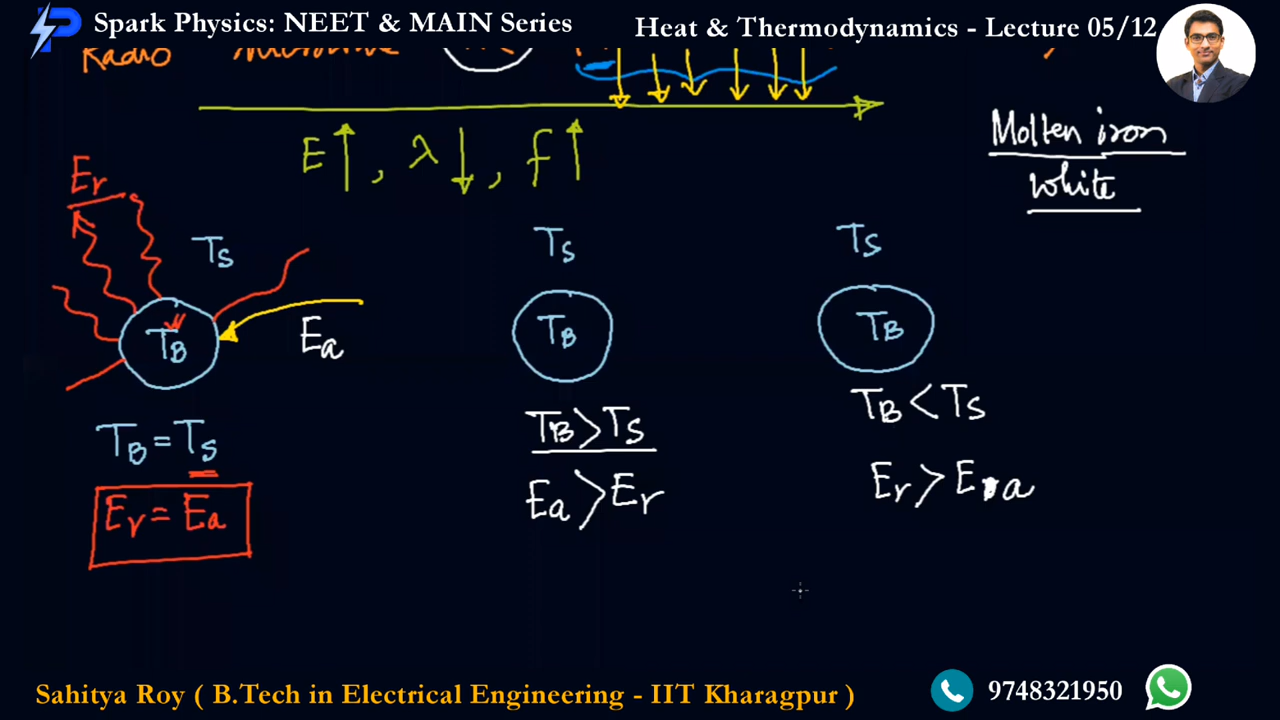 Spark Physics: NEET & MAIN Series
Heat & Thermodynamics - Lecture 05/12
Radio
E↑, λ↓, f↑
Molten iron
white
Er
Ts
Ts
Ts
TB
Ea
TB
TB
TB = Ts
Er = Ea
TB > Ts
Ea > Er
TB < Ts
Er > Ea
Sahitya Roy ( B.Tech in Electrical Engineering - IIT Kharagpur )
9748321950